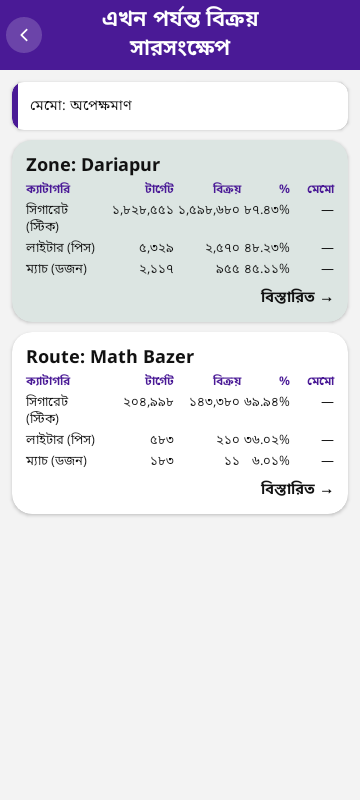 এখন পর্যন্ত বিক্রয়
সারসংক্ষেপ
মেমো: অপেক্ষমাণ
Zone: Dariapur
ক্যাটাগরি টার্গেট বিক্রয় % মেমো
সিগারেট ১,৮২৮,৫৫১ ১,৫৯৮,৬৮০ ৮৭.৪৩% —
(স্টিক)
লাইটার (পিস) ৫,৩২৯ ২,৫৭০ ৪৮.২৩% —
ম্যাচ (ডজন) ২,১১৭ ৯৫৫ ৪৫.১১% —
বিস্তারিত →
Route: Math Bazer
ক্যাটাগরি টার্গেট বিক্রয় % মেমো
সিগারেট ২০৪,৯৯৮ ১৪৩,৩৮০ ৬৯.৯৪% —
(স্টিক)
লাইটার (পিস) ৫৮৩ ২১০ ৩৬.০২% —
ম্যাচ (ডজন) ১৮৩ ১১ ৬.০১% —
বিস্তারিত →